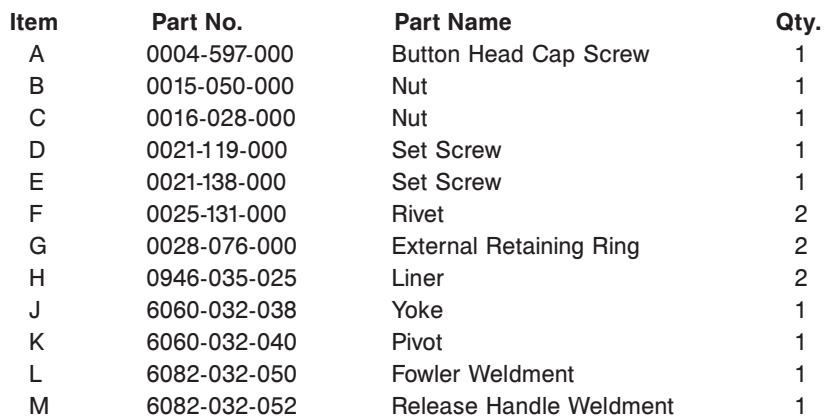 Item Part No. Part Name Qty.
A 0004-597-000 Button Head Cap Screw 1
B 0015-050-000 Nut 1
C 0016-028-000 Nut 1
D 0021-119-000 Set Screw 1
E 0021-138-000 Set Screw 1
F 0025-131-000 Rivet 2
G 0028-076-000 External Retaining Ring 2
H 0946-035-025 Liner 2
J 6060-032-038 Yoke 1
K 6060-032-040 Pivot 1
L 6082-032-050 Fowler Weldment 1
M 6082-032-052 Release Handle Weldment 1